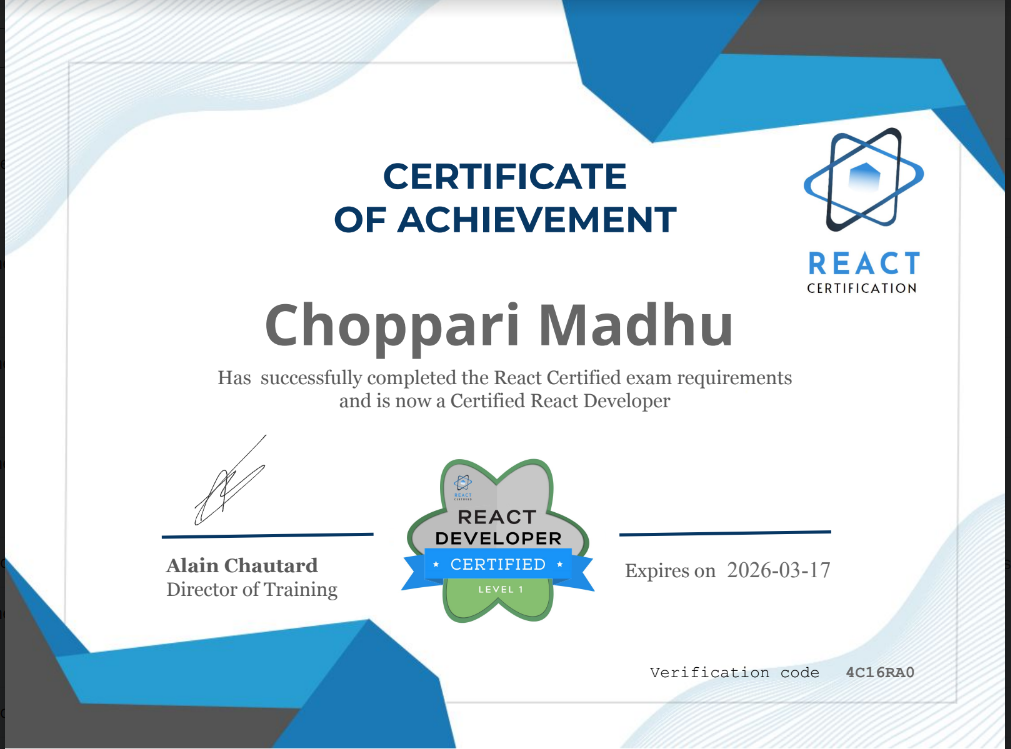 CERTIFICATE
OF ACHIEVEMENT
REACT
CERTIFICATION
Choppari Madhu
Has successfully completed the React Certified exam requirements
and is now a Certified React Developer
REACT
DEVELOPER
CERTIFIED
LEVEL 1
Alain Chautard
Director of Training
Expires on 2026-03-17
Verification code 4C16RA0